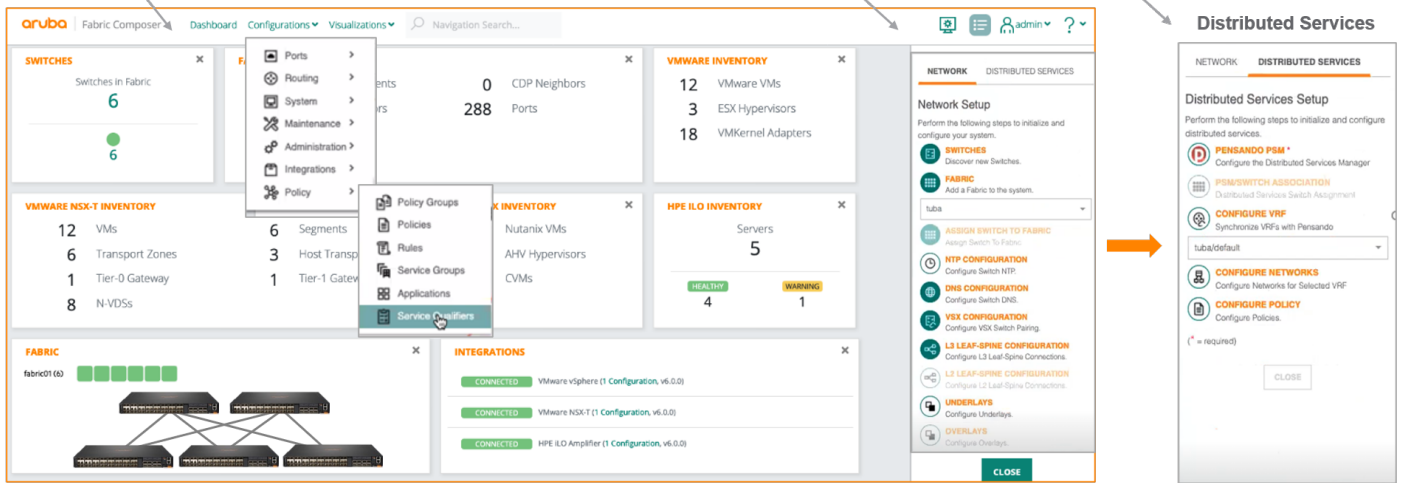 Distributed Services
aruba Fabric Composer Dashboard Configurations Visualizations Navigation Search... admin ?
SWITCHES
Switches in Fabric
6
6
Ports
Routing
System
Maintenance
Administration
Integrations
Policy
Policy Groups
Policies
Rules
Service Groups
Applications
Service Qualifiers
0 CDP Neighbors
288 Ports
VMWARE INVENTORY
12 VMware VMs
3 ESX Hypervisors
18 VMKernel Adapters
VMWARE NSX-T INVENTORY
12 VMs
6 Transport Zones
1 Tier-0 Gateway
8 N-VDSs
6 Segments
3 Host Transp
1 Tier-1 Gatew
X INVENTORY
Nutanix VMs
AHV Hypervisors
CVMs
HPE ILO INVENTORY
Servers
5
HEALTHY WARNING
4 1
FABRIC
fabric01 (6)
INTEGRATIONS
CONNECTED VMware vSphere (1 Configuration, v6.0.0)
CONNECTED VMware NSX-T (1 Configuration, v6.0.0)
CONNECTED HPE iLO Amplifier (1 Configuration, v6.0.0)
NETWORK DISTRIBUTED SERVICES
Network Setup
Perform the following steps to initialize and
configure your system.
SWITCHES
Discover new Switches.
FABRIC
Add a Fabric to the system.
tuba
ASSIGN SWITCH TO FABRIC
Assign Switch To Fabric
NTP CONFIGURATION
Configure Switch NTP.
DNS CONFIGURATION
Configure Switch DNS.
VSX CONFIGURATION
Configure VSX Switch Pairing.
L3 LEAF-SPINE CONFIGURATION
Configure L3 Leaf-Spine Connections.
L2 LEAF-SPINE CONFIGURATION
Configure L2 Leaf-Spine Connections.
UNDERLAYS
Configure Underlays.
OVERLAYS
Configure Overlays.
CLOSE
NETWORK DISTRIBUTED SERVICES
Distributed Services Setup
Perform the following steps to initialize and configure
distributed services.
PENSANDO PSM *
Configure the Distributed Services Manager
PSM/SWITCH ASSOCIATION
Distributed Services Switch Assignment
CONFIGURE VRF
Synchronize VRFs with Pensando
tuba/default
CONFIGURE NETWORKS
Configure Networks for Selected VRF
CONFIGURE POLICY
Configure Policies.
(* = required)
CLOSE